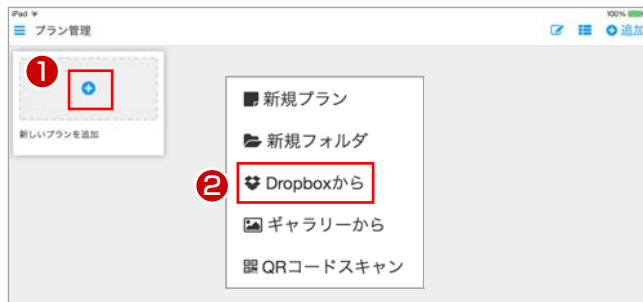 iPad 100%
プラン管理 追加
1
新しいプランを追加
新規プラン
新規フォルダ
2 Dropboxから
ギャラリーから
QRコードスキャン